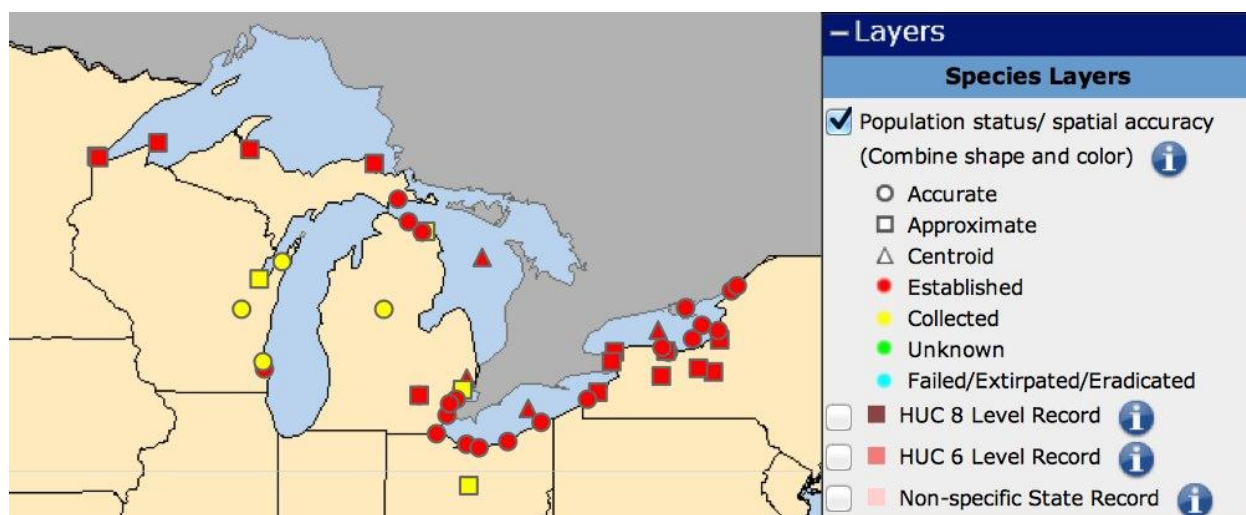 – Layers
Species Layers
Population status/ spatial accuracy
(Combine shape and color) i
Accurate
Approximate
Centroid
Established
Collected
Unknown
Failed/Extirpated/Eradicated
HUC 8 Level Record i
HUC 6 Level Record i
Non-specific State Record i